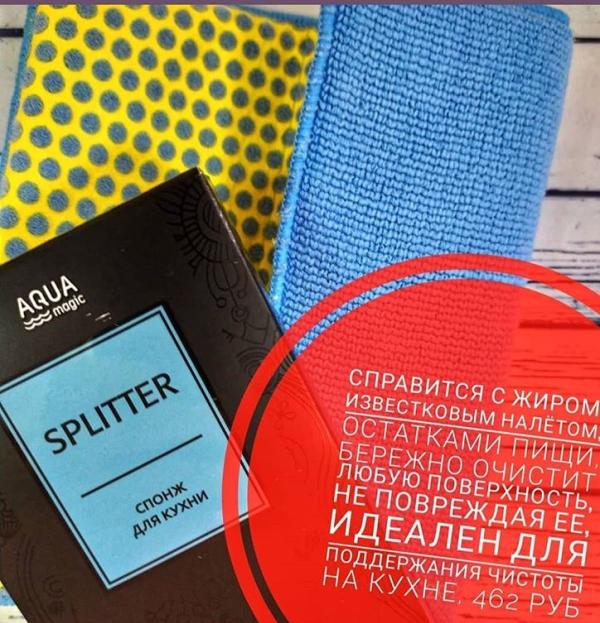 AQUA
magic
SPLITTER
СПОНЖ
ДЛЯ КУХНИ
СПРАВИТСЯ С ЖИРОМ
ИЗВЕСТКОВЫМ НАЛЁТОМ,
ОСТАТКАМИ ПИЩИ,
БЕРЕЖНО ОЧИСТИТ
ЛЮБУЮ ПОВЕРХНОСТЬ,
НЕ ПОВРЕЖДАЯ ЕЕ,
ИДЕАЛЕН ДЛЯ
ПОДДЕРЖАНИЯ ЧИСТОТЫ
НА КУХНЕ, 462 РУБ